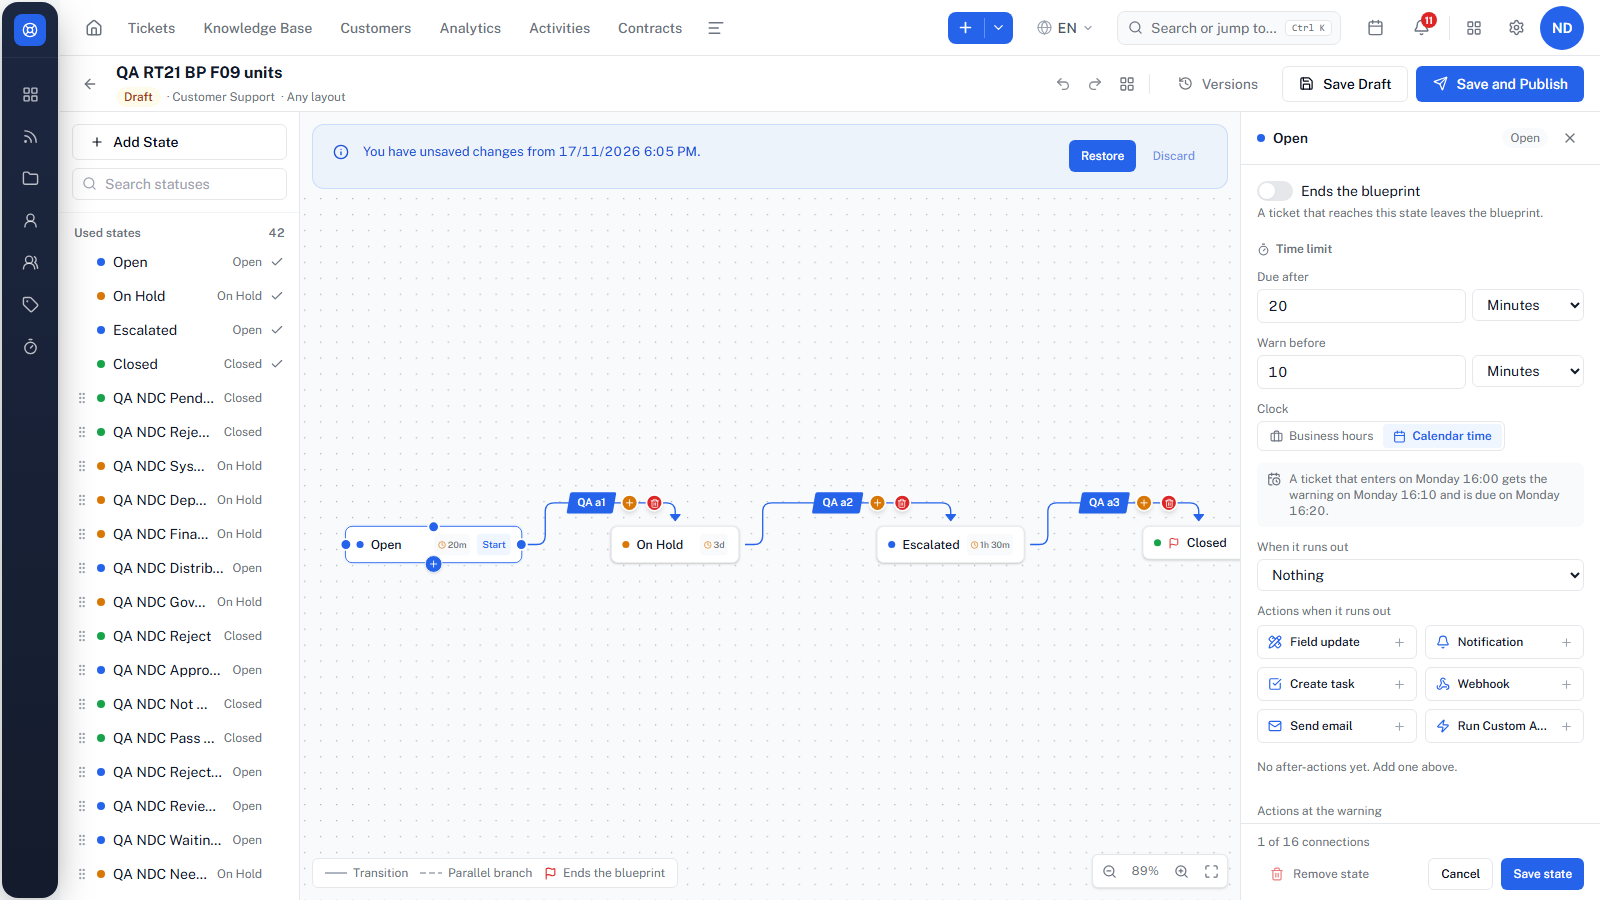 Tickets
Knowledge Base
Customers
Analytics
Activities
Contracts
EN
Search or jump to...
Ctrl K
11
ND
QA RT21 BP F09 units
Draft · Customer Support · Any layout
Versions
Save Draft
Save and Publish
Add State
Search statuses
Used states 42
Open Open
On Hold On Hold
Escalated Open
Closed Closed
QA NDC Pend... Closed
QA NDC Reje... Closed
QA NDC Sys... On Hold
QA NDC Dep... On Hold
QA NDC Fina... On Hold
QA NDC Distrib... Open
QA NDC Gov... On Hold
QA NDC Reject Closed
QA NDC Appro... Open
QA NDC Not ... Closed
QA NDC Pass ... Closed
QA NDC Reject... Open
QA NDC Revie... Open
QA NDC Waitin... Open
QA NDC Nee... On Hold
You have unsaved changes from 17/11/2026 6:05 PM.
Restore
Discard
QA a1
QA a2
QA a3
Open 20m Start
On Hold 3d
Escalated 1h 30m
Closed
Transition
Parallel branch
Ends the blueprint
89%
Open
Open
Ends the blueprint
A ticket that reaches this state leaves the blueprint.
Time limit
Due after
20 Minutes
Warn before
10 Minutes
Clock
Business hours
Calendar time
A ticket that enters on Monday 16:00 gets the
warning on Monday 16:10 and is due on Monday
16:20.
When it runs out
Nothing
Actions when it runs out
Field update
Notification
Create task
Webhook
Send email
Run Custom A...
No after-actions yet. Add one above.
Actions at the warning
1 of 16 connections
Remove state
Cancel
Save state